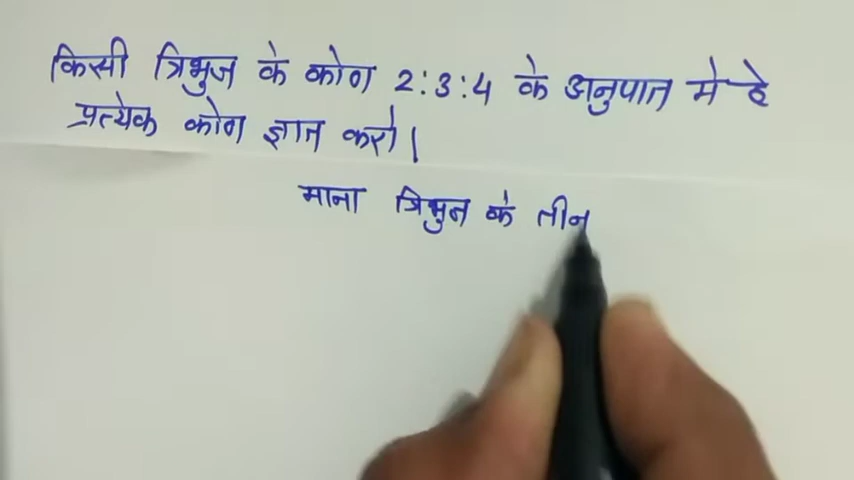 किसी त्रिभुज के कोण 2:3:4 के अनुपात मे है
प्रत्येक कोण ज्ञात करो।
माना त्रिभुज के तीन